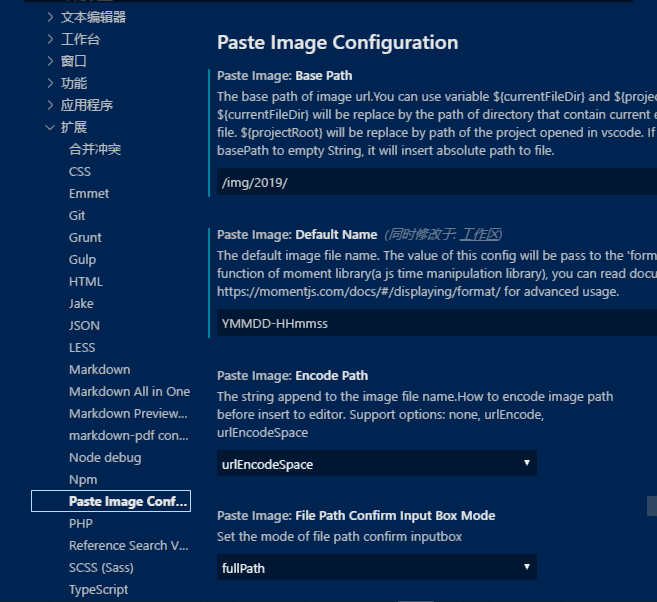 文本编辑器
工作台
窗口
功能
应用程序
扩展
合并冲突
CSS
Emmet
Git
Grunt
Gulp
HTML
Jake
JSON
LESS
Markdown
Markdown All in One
Markdown Preview...
markdown-pdf con...
Node debug
Npm
Paste Image Conf...
PHP
Reference Search V...
SCSS (Sass)
TypeScript
Paste Image Configuration
Paste Image: Base Path
The base path of image url.You can use variable ${currentFileDir} and ${projec
${currentFileDir} will be replace by the path of directory that contain current e
file. ${projectRoot} will be replace by path of the project opened in vscode. If
basePath to empty String, it will insert absolute path to file.
/img/2019/
Paste Image: Default Name (同时修改于: 工作区)
The default image file name. The value of this config will be pass to the 'form
function of moment library(a js time manipulation library), you can read docu
https://momentjs.com/docs/#/displaying/format/ for advanced usage.
YMMDD-HHmmss
Paste Image: Encode Path
The string append to the image file name.How to encode image path
before insert to editor. Support options: none, urlEncode,
urlEncodeSpace
urlEncodeSpace
Paste Image: File Path Confirm Input Box Mode
Set the mode of file path confirm inputbox
fullPath